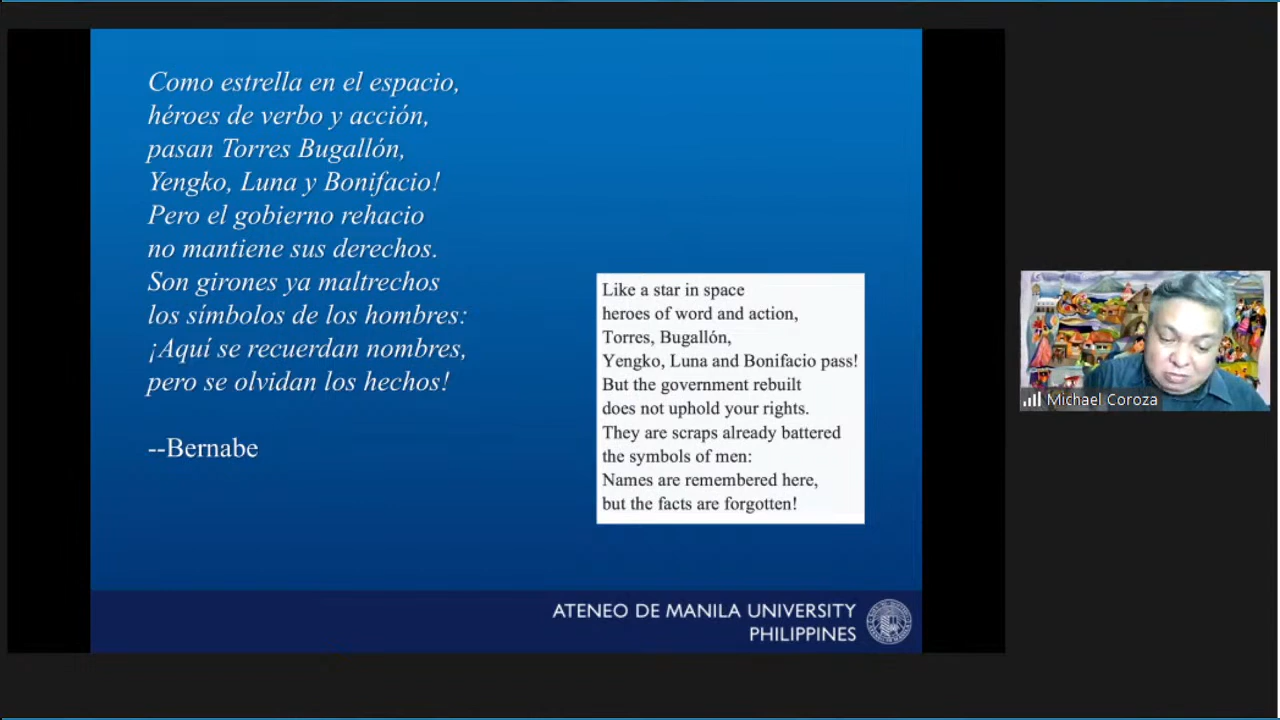 Como estrella en el espacio,
héroes de verbo y acción,
pasan Torres Bugallón,
Yengko, Luna y Bonifacio!
Pero el gobierno rehacio
no mantiene sus derechos.
Son girones ya maltrechos
los símbolos de los hombres:
¡Aquí se recuerdan nombres,
pero se olvidan los hechos!
--Bernabe
Like a star in space
heroes of word and action,
Torres, Bugallón,
Yengko, Luna and Bonifacio pass!
But the government rebuilt
does not uphold your rights.
They are scraps already battered
the symbols of men:
Names are remembered here,
but the facts are forgotten!
ATENEO DE MANILA UNIVERSITY
PHILIPPINES
Michael Coroza